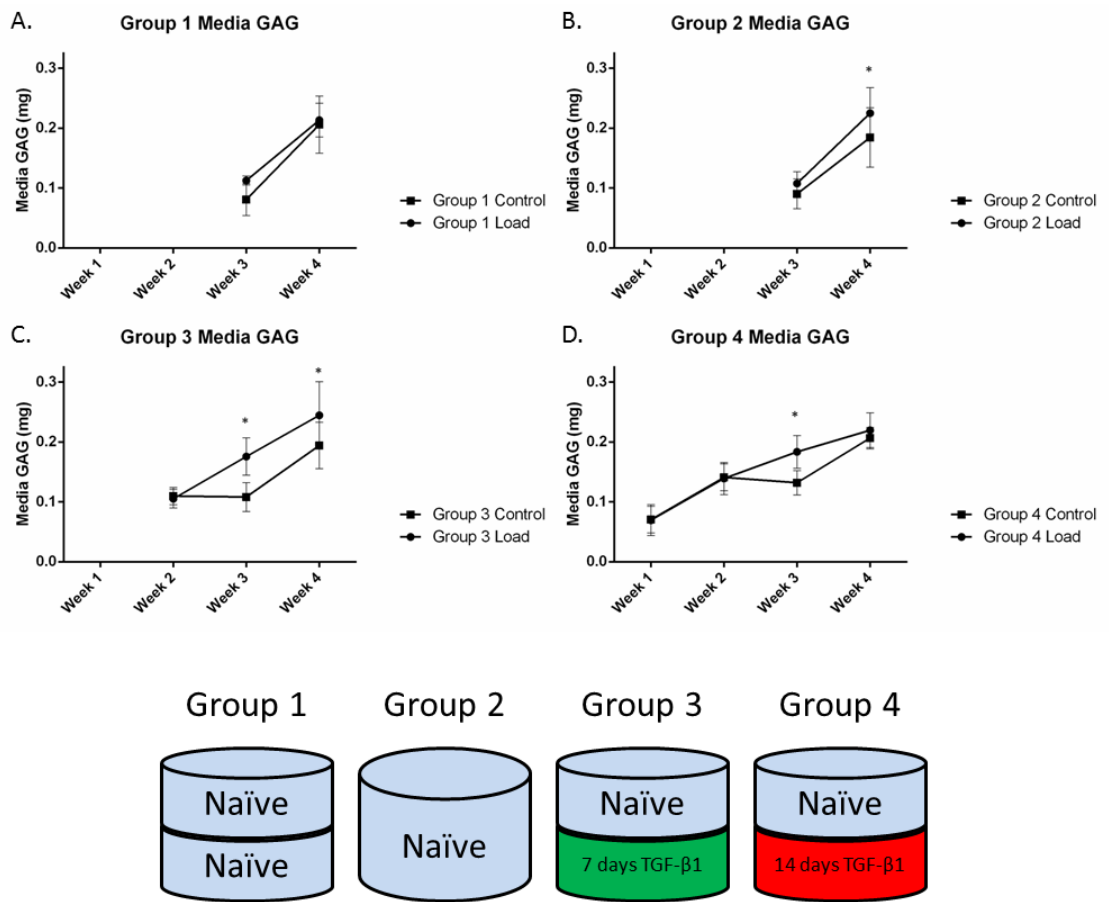 A.
Group 1 Media GAG
Media GAG (mg)
0.3
0.2
0.1
0.0
Week 1
Week 2
Week 3
Week 4
Group 1 Control
Group 1 Load
B.
Group 2 Media GAG
Media GAG (mg)
0.3
0.2
0.1
0.0
*
Week 1
Week 2
Week 3
Week 4
Group 2 Control
Group 2 Load
C.
Group 3 Media GAG
Media GAG (mg)
0.3
0.2
0.1
0.0
*
*
Week 1
Week 2
Week 3
Week 4
Group 3 Control
Group 3 Load
D.
Group 4 Media GAG
Media GAG (mg)
0.3
0.2
0.1
0.0
*
Week 1
Week 2
Week 3
Week 4
Group 4 Control
Group 4 Load
Group 1
Naïve
Naïve
Group 2
Naïve
Group 3
Naïve
7 days TGF-β1
Group 4
Naïve
14 days TGF-β1